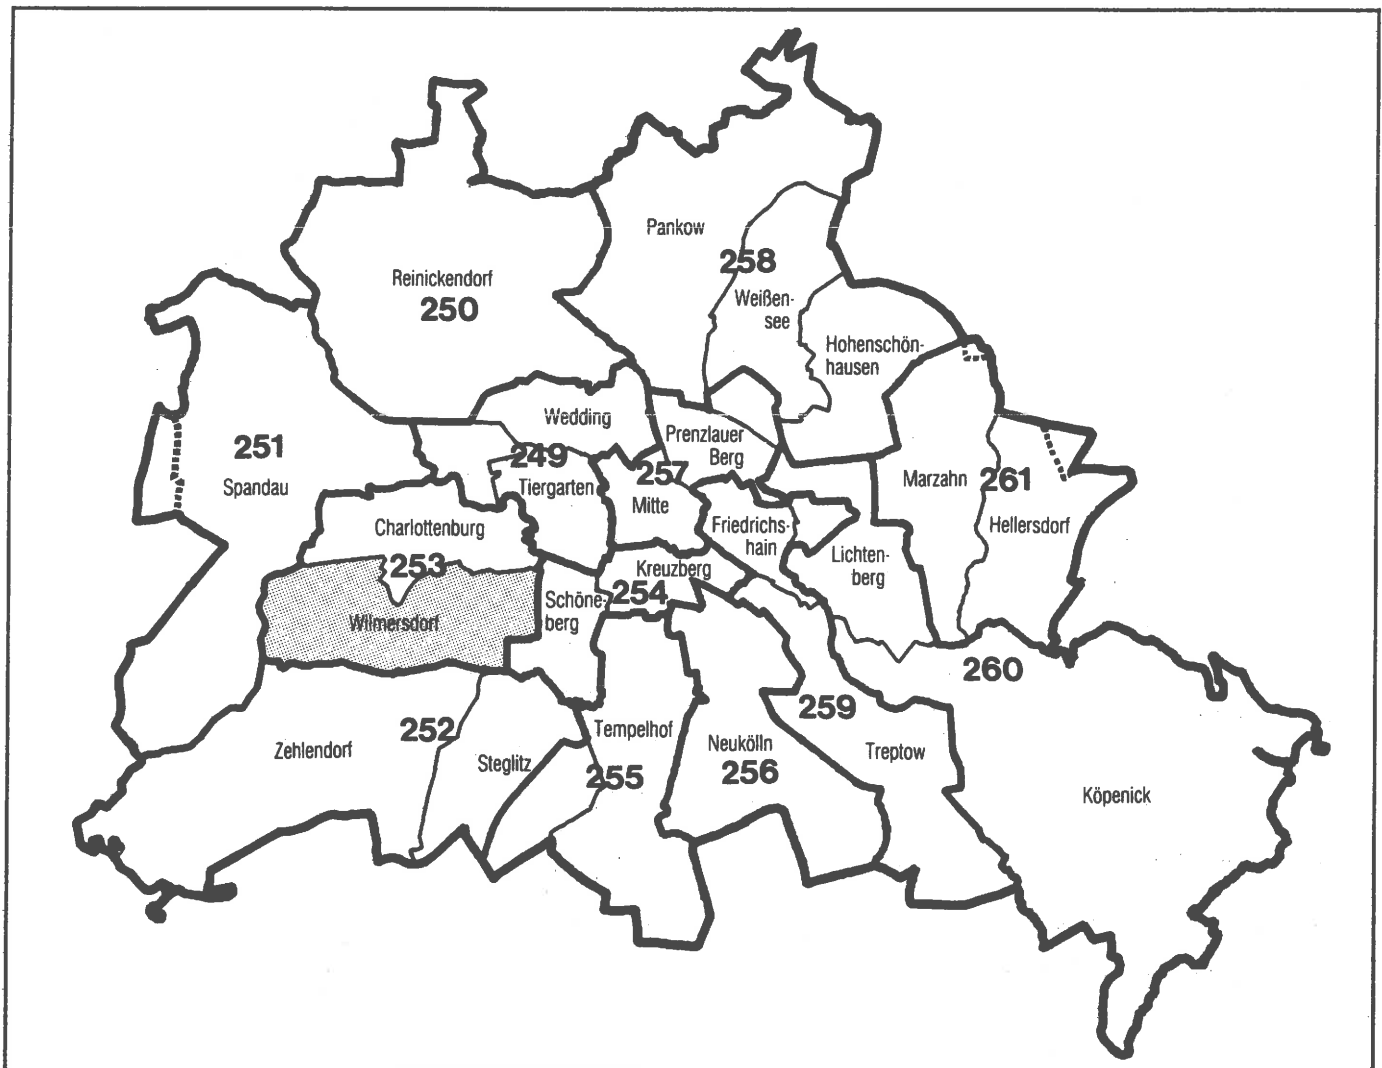 Pankow
258
Reinickendorf
250
Weißen-
see
Hohenschön-
hausen
Wedding
Prenzlauer
Berg
251
Spandau
249
Tiergarten
257
Mitte
Marzahn
261
Hellersdorf
Charlottenburg
253
Friedrichs-
hain
Lichten-
berg
Kreuzberg
254
Schöne-
berg
Wilmersdorf
260
252
Zehlendorf
Steglitz
Tempelhof
255
Neukölln
256
259
Treptow
Köpenick